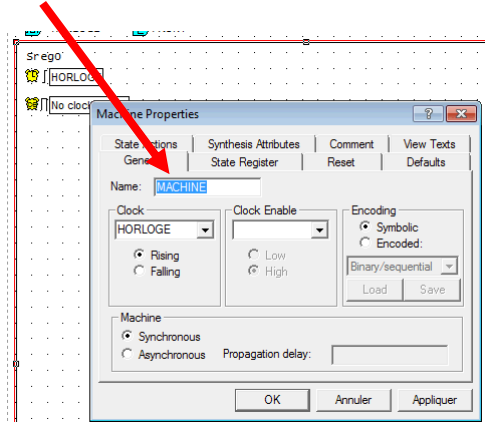 Sreg0
HORLOGE
No clock
Machine Properties
State Actions Synthesis Attributes Comment View Texts
General State Register Reset Defaults
Name: MACHINE
Clock Clock Enable Encoding
HORLOGE Symbolic
Encoded:
Rising Low Binary/sequential
Falling High
Load Save
Machine
Synchronous
Asynchronous Propagation delay:
OK Annuler Appliquer